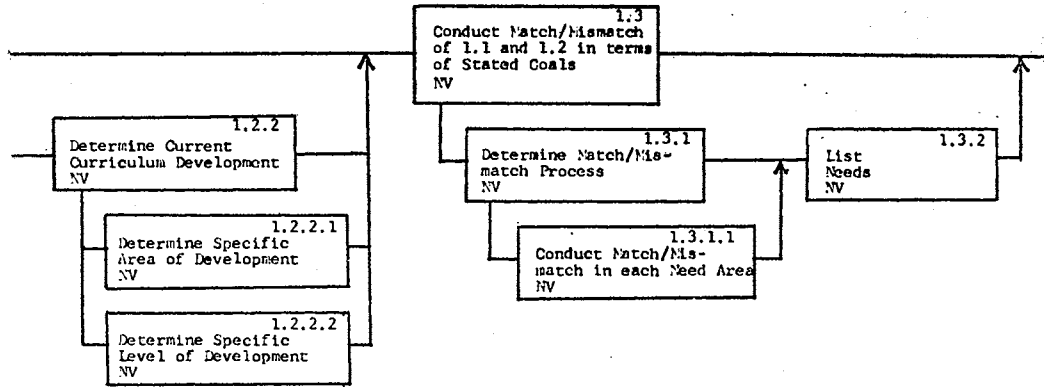 1.3
Conduct Match/Mismatch
of 1.1 and 1.2 in terms
of Stated Goals
NV
1.2.2
Determine Current
Curriculum Development
NV
1.2.2.1
Determine Specific
Area of Development
NV
1.2.2.2
Determine Specific
Level of Development
NV
1.3.1
Determine Match/Mis-
match Process
NV
1.3.1.1
Conduct Match/Mis-
match in each Need Area
NV
1.3.2
List
Needs
NV